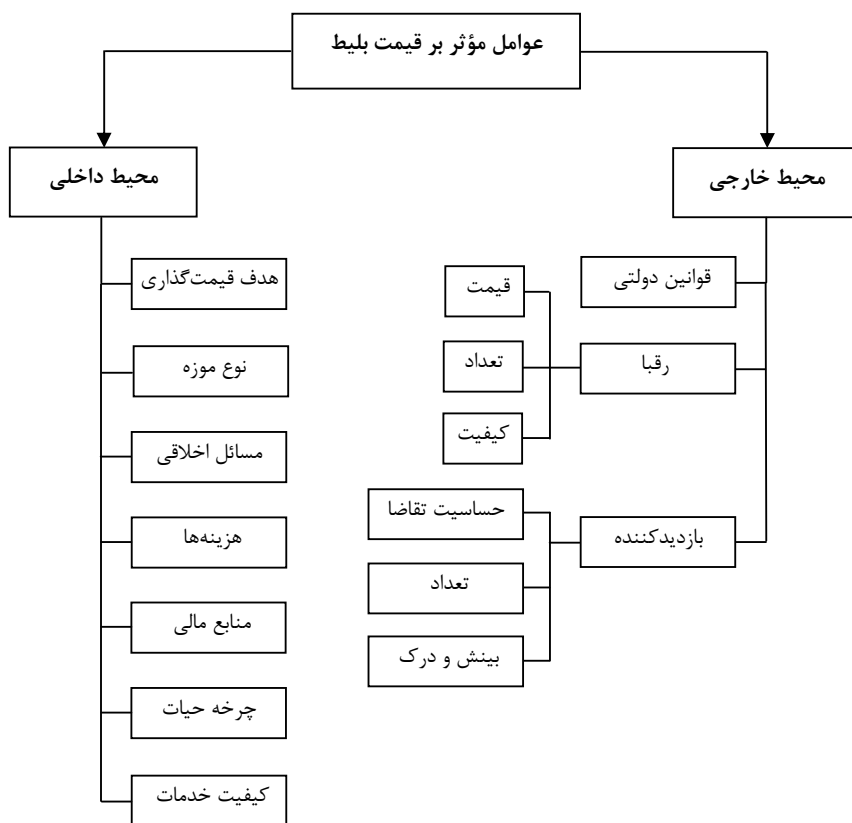 عوامل مؤثر بر قیمت بلیط
محیط خارجی
محیط داخلی
قوانین دولتی
رقبا
قیمت
تعداد
کیفیت
بازدیدکننده
حساسیت تقاضا
تعداد
بینش و درک
هدف قیمت‌گذاری
نوع موزه
مسائل اخلاقی
هزینه‌ها
منابع مالی
چرخه حیات
کیفیت خدمات